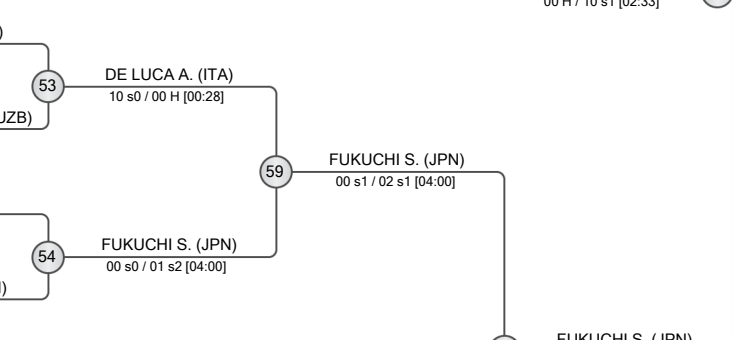 00 H / 10 s1 [02:33]
)
53
DE LUCA A. (ITA)
10 s0 / 00 H [00:28]
UZB)
59
FUKUCHI S. (JPN)
00 s1 / 02 s1 [04:00]
54
FUKUCHI S. (JPN)
00 s0 / 01 s2 [04:00]
)
FUKUCHI S. (JPN)